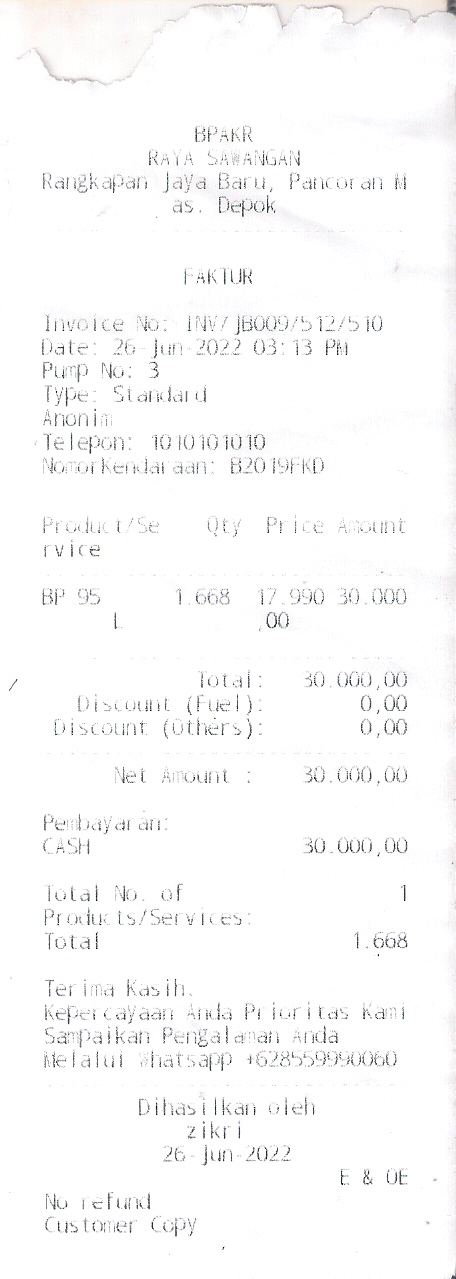 BPAKR
RAYA SAWANGAN
Rangkapan Jaya Baru, Pancoran M
as. Depok
FAKTUR
Invoice No: INV/JB009/512/510
Date: 26-Jun-2022 03:13 PM
Pump No: 3
Type: Standard
Anonim
Telepon: 1010101010
NomorKendaraan: B2019FKD
Product/Se Qty Price Amount
rvice
BP 95 1.668 17.990 30.000
L ,00
Total: 30.000,00
Discount (Fuel): 0,00
Discount (Others): 0,00
Net Amount : 30.000,00
Pembayaran:
CASH 30.000,00
Total No. of 1
Products/Services:
Total 1.668
Terima Kasih.
Kepercayaan Anda Prioritas Kami
Sampaikan Pengalaman Anda
Melalui Whatsapp +628559990060
Dihasilkan oleh
zikri
26-Jun-2022
E & OE
No refund
Customer Copy